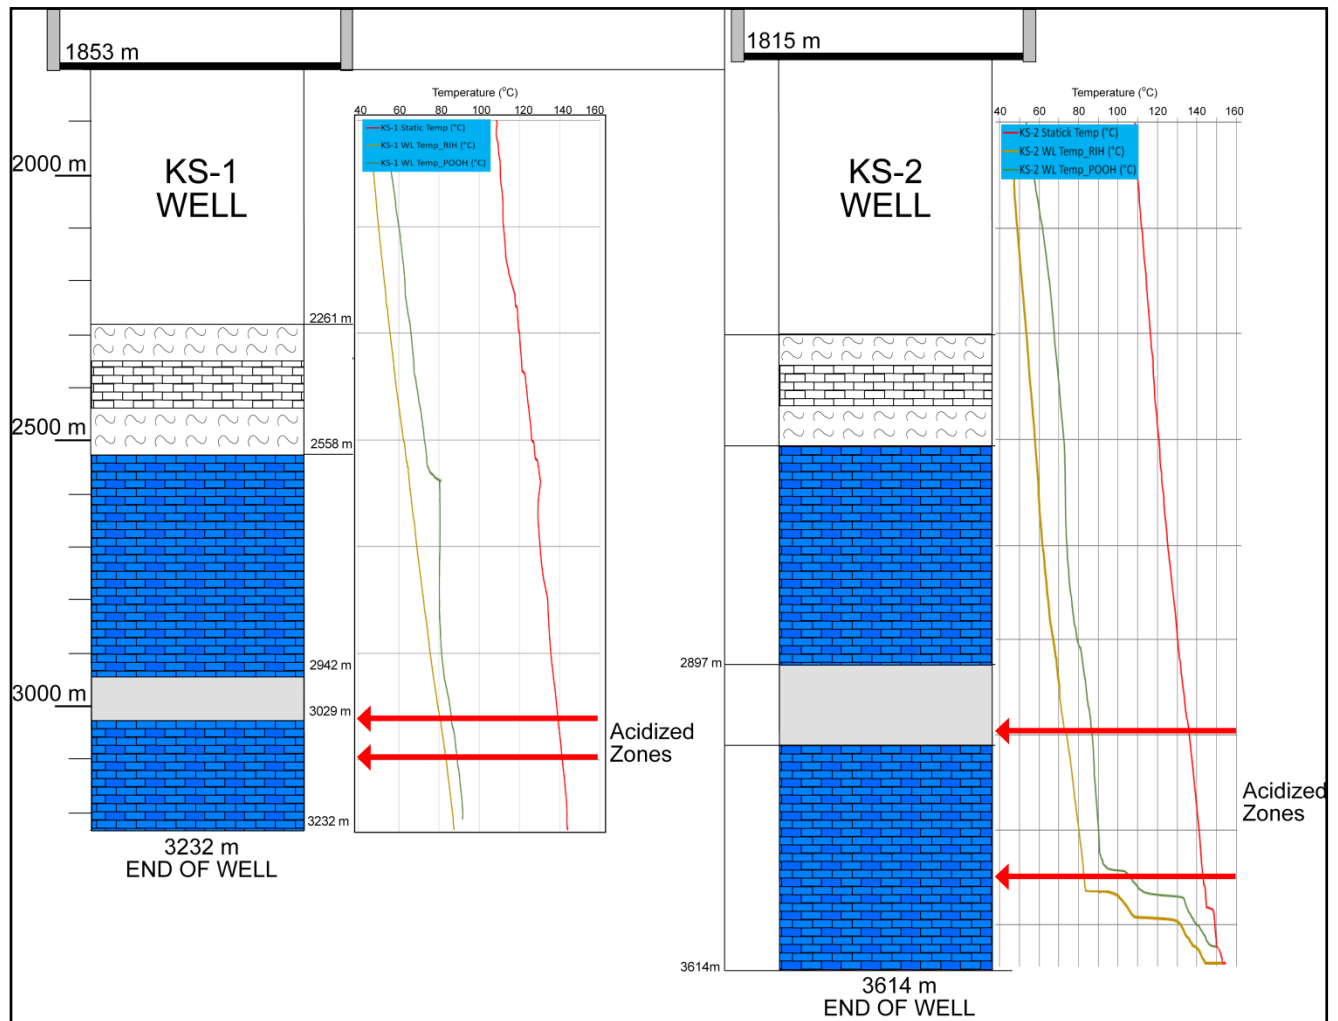 1853 m
2000 m
2500 m
3000 m
KS-1
WELL
2261 m
2558 m
2942 m
3029 m
3232 m
3232 m
END OF WELL
Temperature (°C)
40 60 80 100 120 140 160
KS-1 Static Temp (°C)
KS-1 WL Temp_RIH (°C)
KS-1 WL Temp_POOH (°C)
Acidized
Zones
1815 m
KS-2
WELL
2897 m
3614m
3614 m
END OF WELL
Temperature (°C)
40 60 80 100 120 140 160
KS-2 Statick Temp (°C)
KS-2 WL Temp_RIH (°C)
KS-2 WL Temp_POOH (°C)
Acidized
Zones